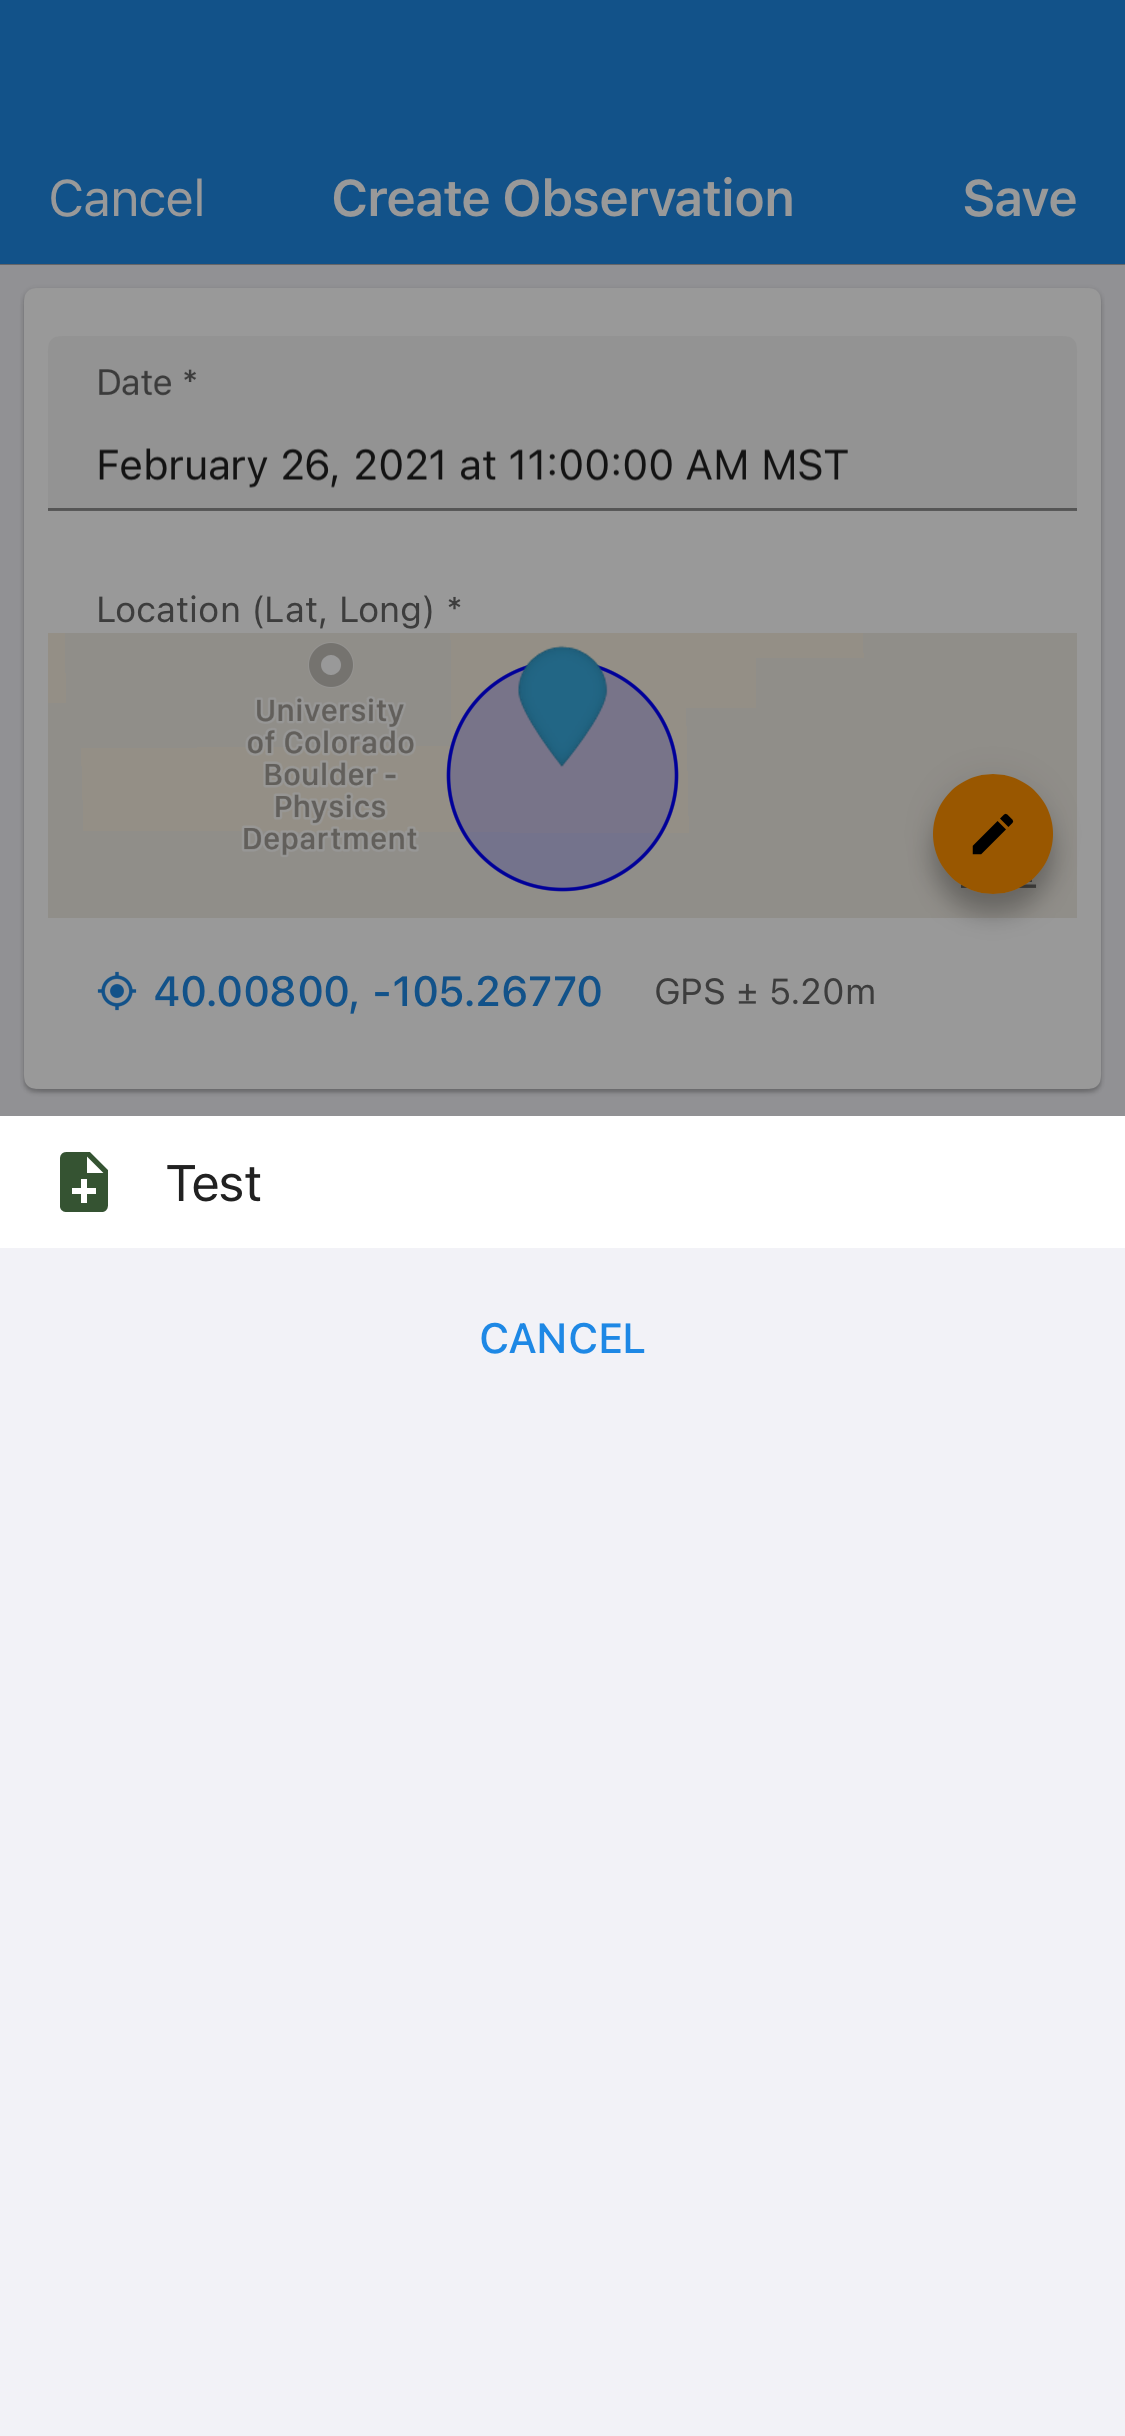 Cancel Create Observation Save
Date *
February 26, 2021 at 11:00:00 AM MST
Location (Lat, Long) *
University
of Colorado
Boulder -
Physics
Department
40.00800, -105.26770 GPS ± 5.20m
Test
CANCEL